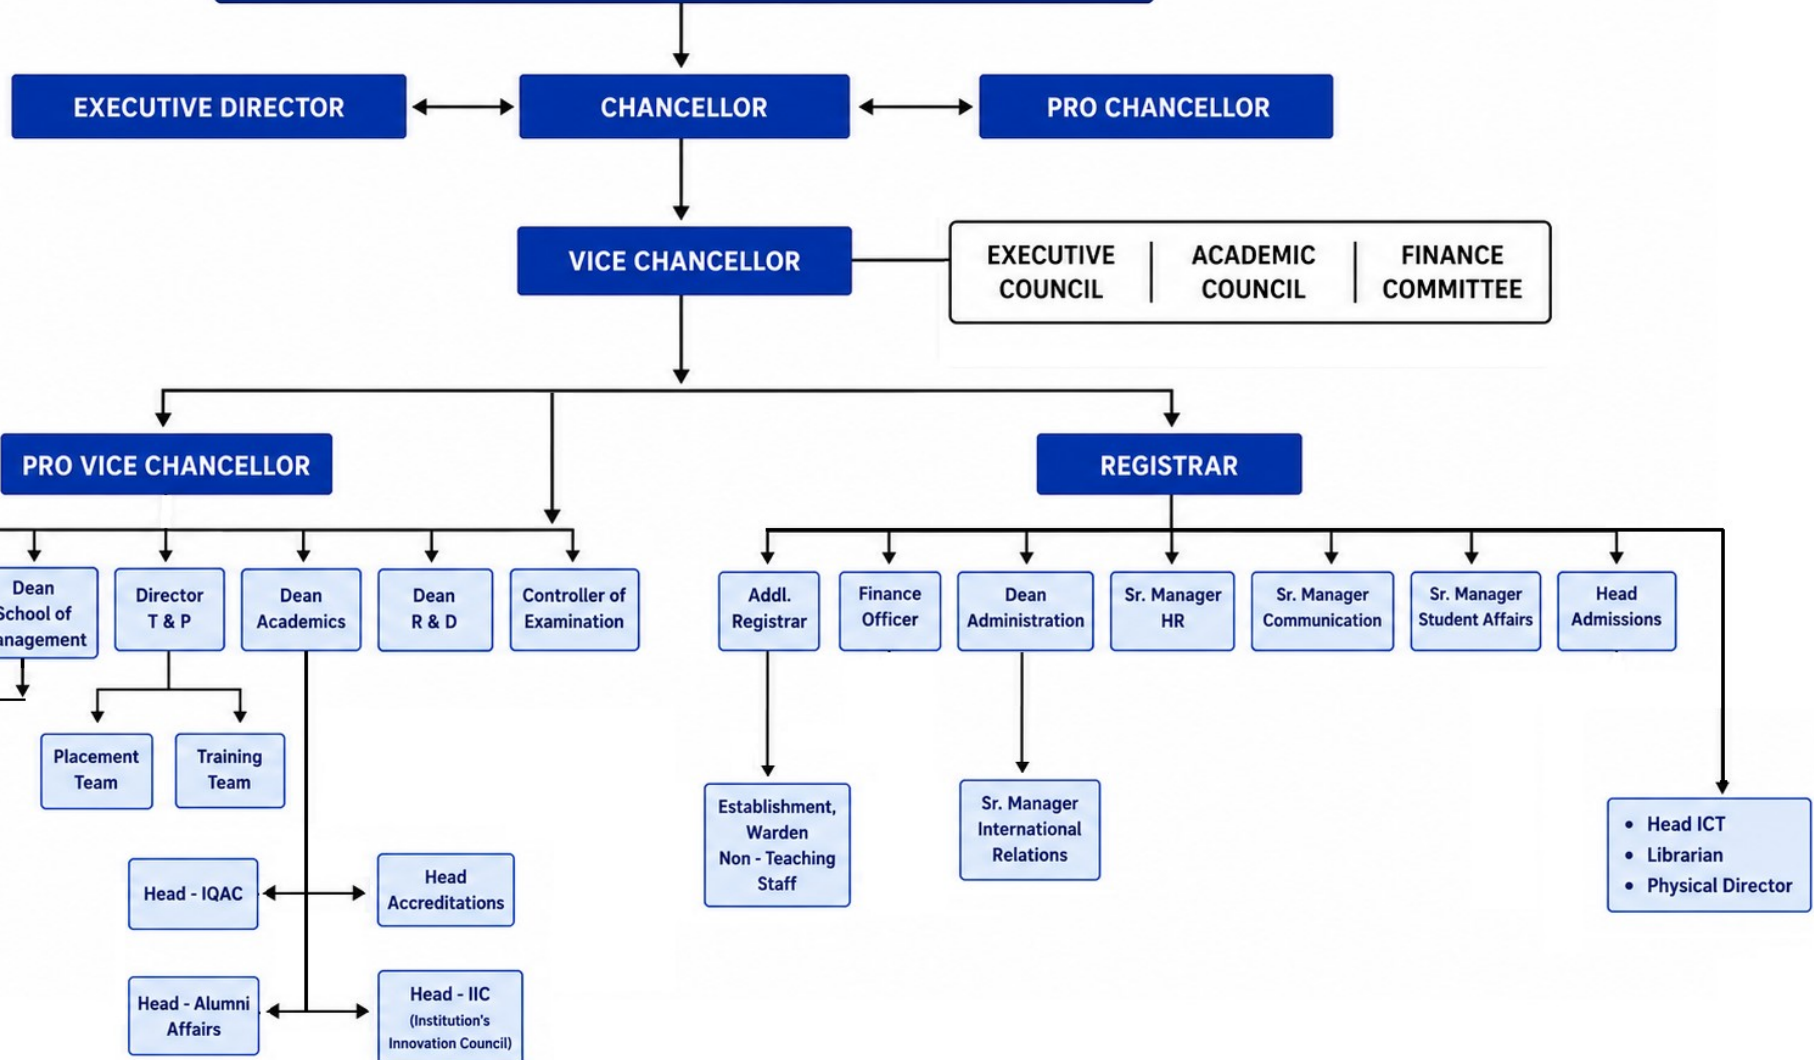 EXECUTIVE DIRECTOR
CHANCELLOR
PRO CHANCELLOR
VICE CHANCELLOR
EXECUTIVE
COUNCIL
ACADEMIC
COUNCIL
FINANCE
COMMITTEE
PRO VICE CHANCELLOR
REGISTRAR
Dean
School of
anagement
Director
T & P
Dean
Academics
Dean
R & D
Controller of
Examination
Addl.
Registrar
Finance
Officer
Dean
Administration
Sr. Manager
HR
Sr. Manager
Communication
Sr. Manager
Student Affairs
Head
Admissions
Placement
Team
Training
Team
Establishment,
Warden
Non - Teaching
Staff
Sr. Manager
International
Relations
• Head ICT
• Librarian
• Physical Director
Head - IQAC
Head
Accreditations
Head - Alumni
Affairs
Head - IIC
(Institution's
Innovation Council)